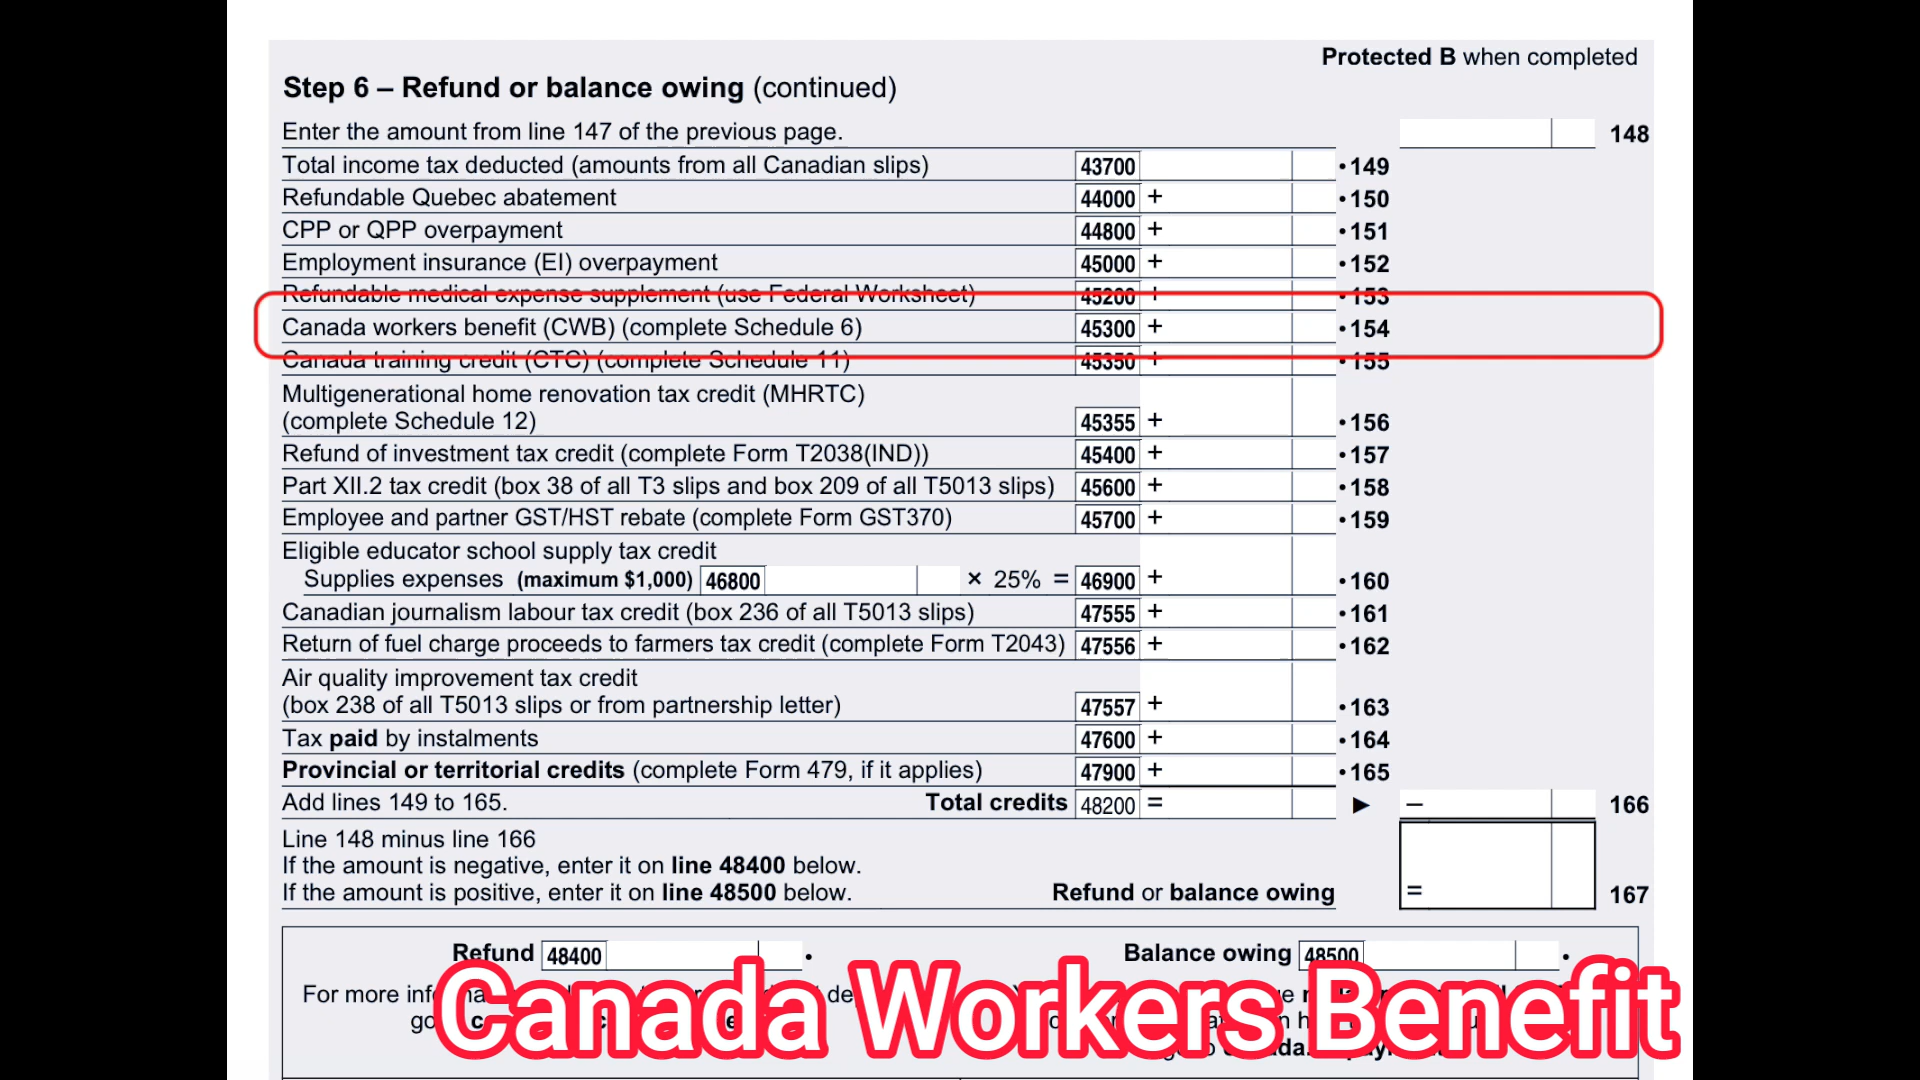 Protected B when completed
Step 6 – Refund or balance owing (continued)
Enter the amount from line 147 of the previous page. 148
Total income tax deducted (amounts from all Canadian slips) 43700 •149
Refundable Quebec abatement 44000 + •150
CPP or QPP overpayment 44800 + •151
Employment insurance (EI) overpayment 45000 + •152
Refundable medical expense supplement (use Federal Worksheet) 45200 + •153
Canada workers benefit (CWB) (complete Schedule 6) 45300 + •154
Canada training credit (CTC) (complete Schedule 11) 45350 + •155
Multigenerational home renovation tax credit (MHRTC)
(complete Schedule 12) 45355 + •156
Refund of investment tax credit (complete Form T2038(IND)) 45400 + •157
Part XII.2 tax credit (box 38 of all T3 slips and box 209 of all T5013 slips) 45600 + •158
Employee and partner GST/HST rebate (complete Form GST370) 45700 + •159
Eligible educator school supply tax credit
Supplies expenses (maximum $1,000) 46800 × 25% = 46900 + •160
Canadian journalism labour tax credit (box 236 of all T5013 slips) 47555 + •161
Return of fuel charge proceeds to farmers tax credit (complete Form T2043) 47556 + •162
Air quality improvement tax credit
(box 238 of all T5013 slips or from partnership letter) 47557 + •163
Tax paid by instalments 47600 + •164
Provincial or territorial credits (complete Form 479, if it applies) 47900 + •165
Add lines 149 to 165. Total credits 48200 = ► – 166
Line 148 minus line 166
If the amount is negative, enter it on line 48400 below.
If the amount is positive, enter it on line 48500 below. Refund or balance owing = 167
Refund 48400 • Balance owing 48500 •
For more
go
Canada Workers Benefit